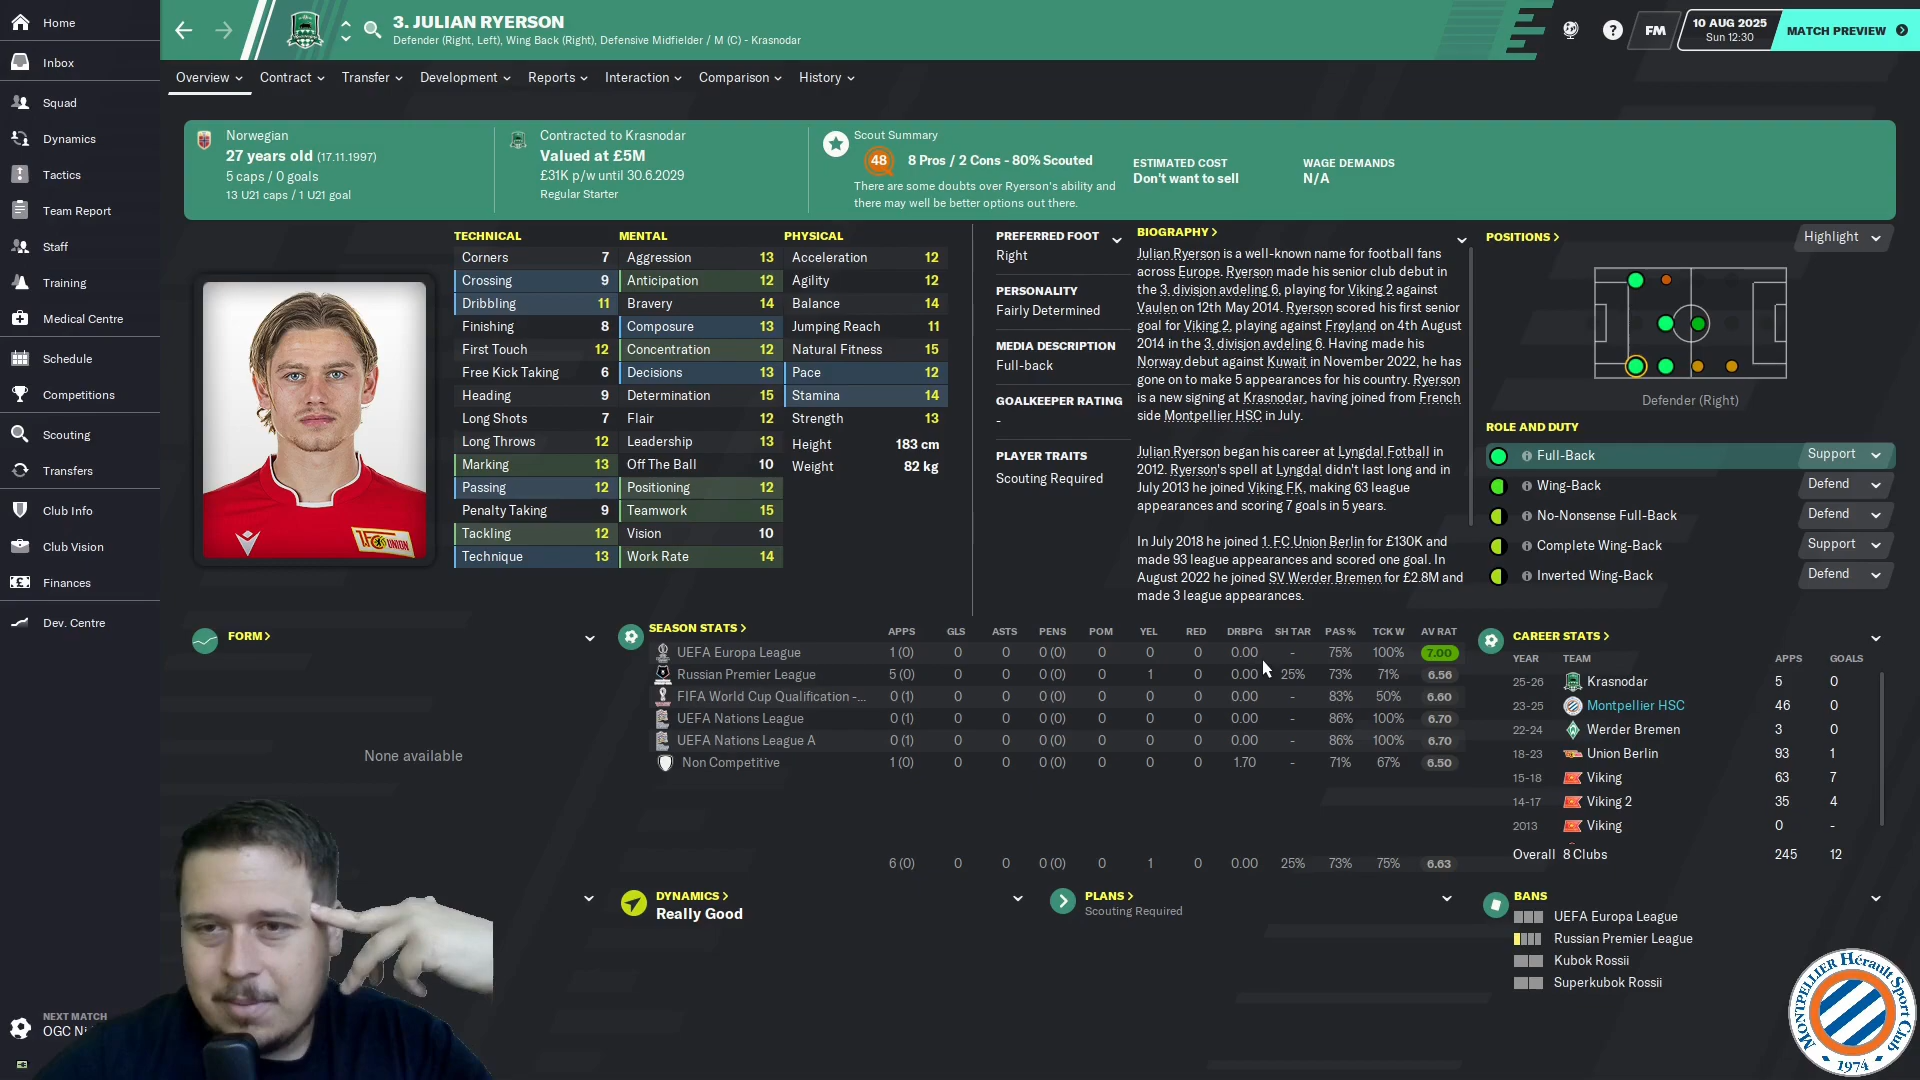 Home
Inbox
Squad
Dynamics
Tactics
Team Report
Staff
Training
Medical Centre
Schedule
Competitions
Scouting
Transfers
Club Info
Club Vision
Finances
Dev. Centre
NEXT MATCH
OGC Ni
3. JULIAN RYERSON
Defender (Right, Left), Wing Back (Right), Defensive Midfielder / M (C) - Krasnodar
?
FM
10 AUG 2025
Sun 12:30
MATCH PREVIEW
Overview
Contract
Transfer
Development
Reports
Interaction
Comparison
History
Norwegian
27 years old (17.11.1997)
5 caps / 0 goals
13 U21 caps / 1 U21 goal
Contracted to Krasnodar
Valued at £5M
£31K p/w until 30.6.2029
Regular Starter
Scout Summary
48 8 Pros / 2 Cons - 80% Scouted
There are some doubts over Ryerson's ability and
there may well be better options out there.
ESTIMATED COST
Don't want to sell
WAGE DEMANDS
N/A
TECHNICAL
Corners 7
Crossing 9
Dribbling 11
Finishing 8
First Touch 12
Free Kick Taking 6
Heading 9
Long Shots 7
Long Throws 12
Marking 13
Passing 12
Penalty Taking 9
Tackling 12
Technique 13
MENTAL
Aggression 13
Anticipation 12
Bravery 14
Composure 13
Concentration 12
Decisions 13
Determination 15
Flair 12
Leadership 13
Off The Ball 10
Positioning 12
Teamwork 15
Vision 10
Work Rate 14
PHYSICAL
Acceleration 12
Agility 12
Balance 14
Jumping Reach 11
Natural Fitness 15
Pace 12
Stamina 14
Strength 13
Height 183 cm
Weight 82 kg
PREFERRED FOOT
Right
PERSONALITY
Fairly Determined
MEDIA DESCRIPTION
Full-back
GOALKEEPER RATING
-
PLAYER TRAITS
Scouting Required
BIOGRAPHY >
Julian Ryerson is a well-known name for football fans
across Europe. Ryerson made his senior club debut in
the 3. divisjon avdeling 6, playing for Viking 2 against
Vaulen on 12th May 2014. Ryerson scored his first senior
goal for Viking 2, playing against Frøyland on 4th August
2014 in the 3. divisjon avdeling 6. Having made his
Norway debut against Kuwait in November 2022, he has
gone on to make 5 appearances for his country. Ryerson
is a new signing at Krasnodar, having joined from French
side Montpellier HSC in July.
Julian Ryerson began his career at Lyngdal Fotball in
2012. Ryerson's spell at Lyngdal didn't last long and in
July 2013 he joined Viking FK, making 63 league
appearances and scoring 7 goals in 5 years.
In July 2018 he joined 1. FC Union Berlin for £130K and
made 93 league appearances and scored one goal. In
August 2022 he joined SV Werder Bremen for £2.8M and
made 3 league appearances.
POSITIONS >
Highlight
Defender (Right)
ROLE AND DUTY
Full-Back Support
Wing-Back Defend
No-Nonsense Full-Back Defend
Complete Wing-Back Support
Inverted Wing-Back Defend
FORM >
None available
SEASON STATS > APPS GLS ASTS PENS POM YEL RED DRBPG SH TAR PAS % TCK W AV RAT
UEFA Europa League 1 (0) 0 0 0 (0) 0 0 0 0.00 - 75% 100% 7.00
Russian Premier League 5 (0) 0 0 0 (0) 0 1 0 0.00 25% 73% 71% 6.56
FIFA World Cup Qualification -... 0 (1) 0 0 0 (0) 0 0 0 0.00 - 83% 50% 6.60
UEFA Nations League 0 (1) 0 0 0 (0) 0 0 0 0.00 - 86% 100% 6.70
UEFA Nations League A 0 (1) 0 0 0 (0) 0 0 0 0.00 - 86% 100% 6.70
Non Competitive 1 (0) 0 0 0 (0) 0 0 0 1.70 - 71% 67% 6.50
6 (0) 0 0 0 (0) 0 1 0 0.00 25% 73% 75% 6.63
CAREER STATS >
YEAR TEAM APPS GOALS
25-26 Krasnodar 5 0
23-25 Montpellier HSC 46 0
22-24 Werder Bremen 3 0
18-23 Union Berlin 93 1
15-18 Viking 63 7
14-17 Viking 2 35 4
2013 Viking 0 -
Overall 8 Clubs 245 12
DYNAMICS >
Really Good
PLANS >
Scouting Required
BANS
UEFA Europa League
Russian Premier League
Kubok Rossii
Superkubok Rossii
MONTPELLIER Hérault Sport Club
1974